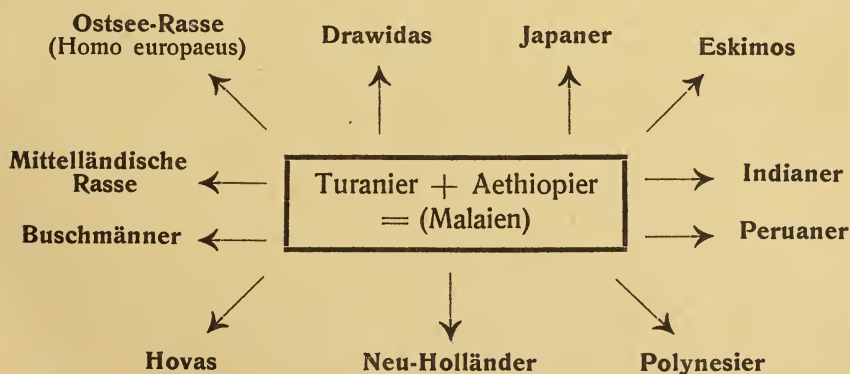 Ostsee-Rasse
(Homo europaeus)
Drawidas
Japaner
Eskimos
Mittelländische
Rasse
Turanier + Aethiopier
= (Malaien)
Indianer
Buschmänner
Peruaner
Hovas
Neu-Holländer
Polynesier